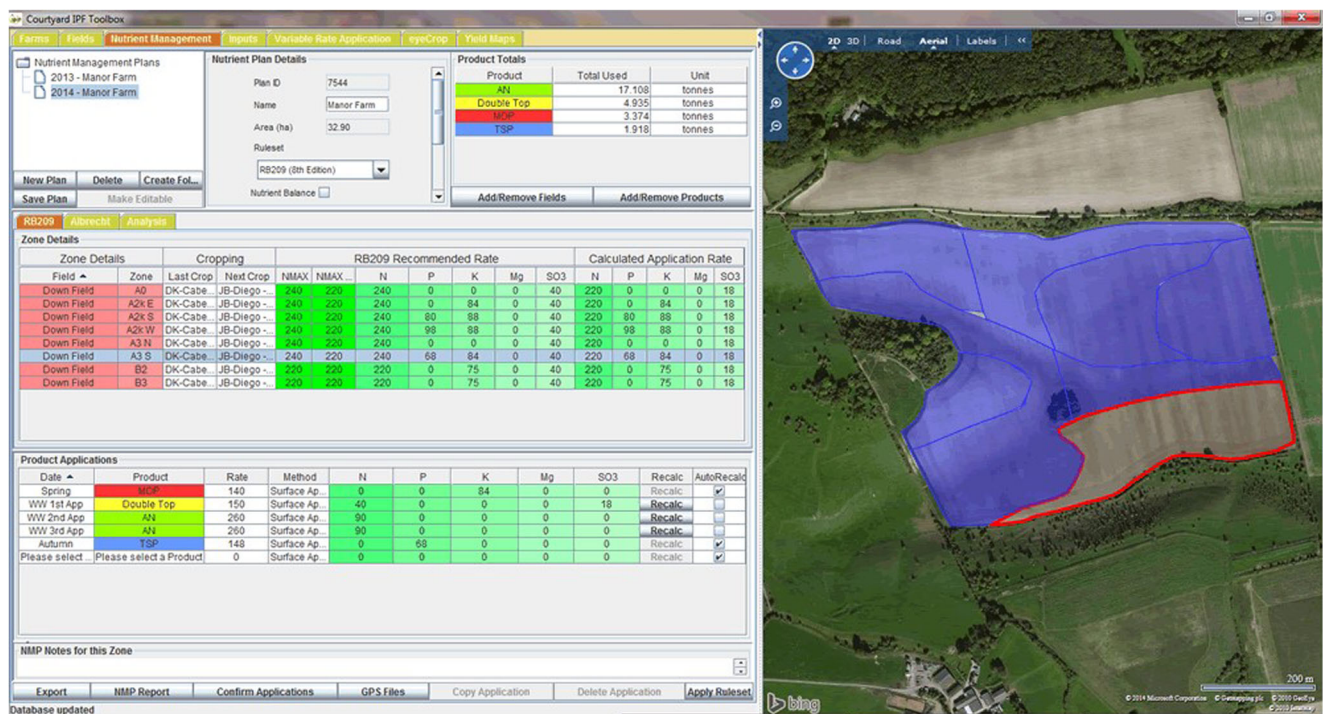 Courtyard IPF Toolbox
Farms Fields Nutrient Management Inputs Variable Rate Application eyeCrop Yield Maps
Nutrient Management Plans
2013 - Manor Farm
2014 - Manor Farm
New Plan Delete Create Fol...
Save Plan Make Editable
Nutrient Plan Details
Plan ID 7544
Name Manor Farm
Area (ha) 32.90
Ruleset
RB209 (8th Edition)
Nutrient Balance
Product Totals
Product Total Used Unit
AN 17.108 tonnes
Double Top 4.935 tonnes
MOP 3.374 tonnes
TSP 1.918 tonnes
Add/Remove Fields Add/Remove Products
RB209 Albrecht Analysis
Zone Details
Zone Details Cropping RB209 Recommended Rate Calculated Application Rate
Field Zone Last Crop Next Crop NMAX NMAX ... N P K Mg SO3 N P K Mg SO3
Down Field A0 DK-Cabe... JB-Diego -... 240 220 240 0 0 0 40 220 0 0 0 18
Down Field A2k E DK-Cabe... JB-Diego -... 240 220 240 0 84 0 40 220 0 84 0 18
Down Field A2k S DK-Cabe... JB-Diego -... 240 220 240 80 88 0 40 220 80 88 0 18
Down Field A2k W DK-Cabe... JB-Diego -... 240 220 240 98 88 0 40 220 98 88 0 18
Down Field A3 N DK-Cabe... JB-Diego -... 240 220 240 0 0 0 40 220 0 0 0 18
Down Field A3 S DK-Cabe... JB-Diego -... 240 220 240 68 84 0 40 220 68 84 0 18
Down Field B2 DK-Cabe... JB-Diego -... 220 220 220 0 75 0 40 220 0 75 0 18
Down Field B3 DK-Cabe... JB-Diego -... 220 220 220 0 75 0 40 220 0 75 0 18
Product Applications
Date Product Rate Method N P K Mg SO3 Recalc AutoRecalc
Spring MOP 140 Surface Ap... 0 0 84 0 0 Recalc
WW 1st App Double Top 150 Surface Ap... 40 0 0 0 18 Recalc
WW 2nd App AN 260 Surface Ap... 90 0 0 0 0 Recalc
WW 3rd App AN 260 Surface Ap... 90 0 0 0 0 Recalc
Autumn TSP 148 Surface Ap... 0 68 0 0 0 Recalc
Please select ... Please select a Product 0 Surface Ap... 0 0 0 0 0 Recalc
NMP Notes for this Zone
Export NMP Report Confirm Applications GPS Files Copy Application Delete Application Apply Ruleset
Database updated
2D 3D Road Aerial Labels <<
200 m
bing
© 2014 Microsoft Corporation © Getmapping plc © 2010 GeoEye
© 2013 Intermap